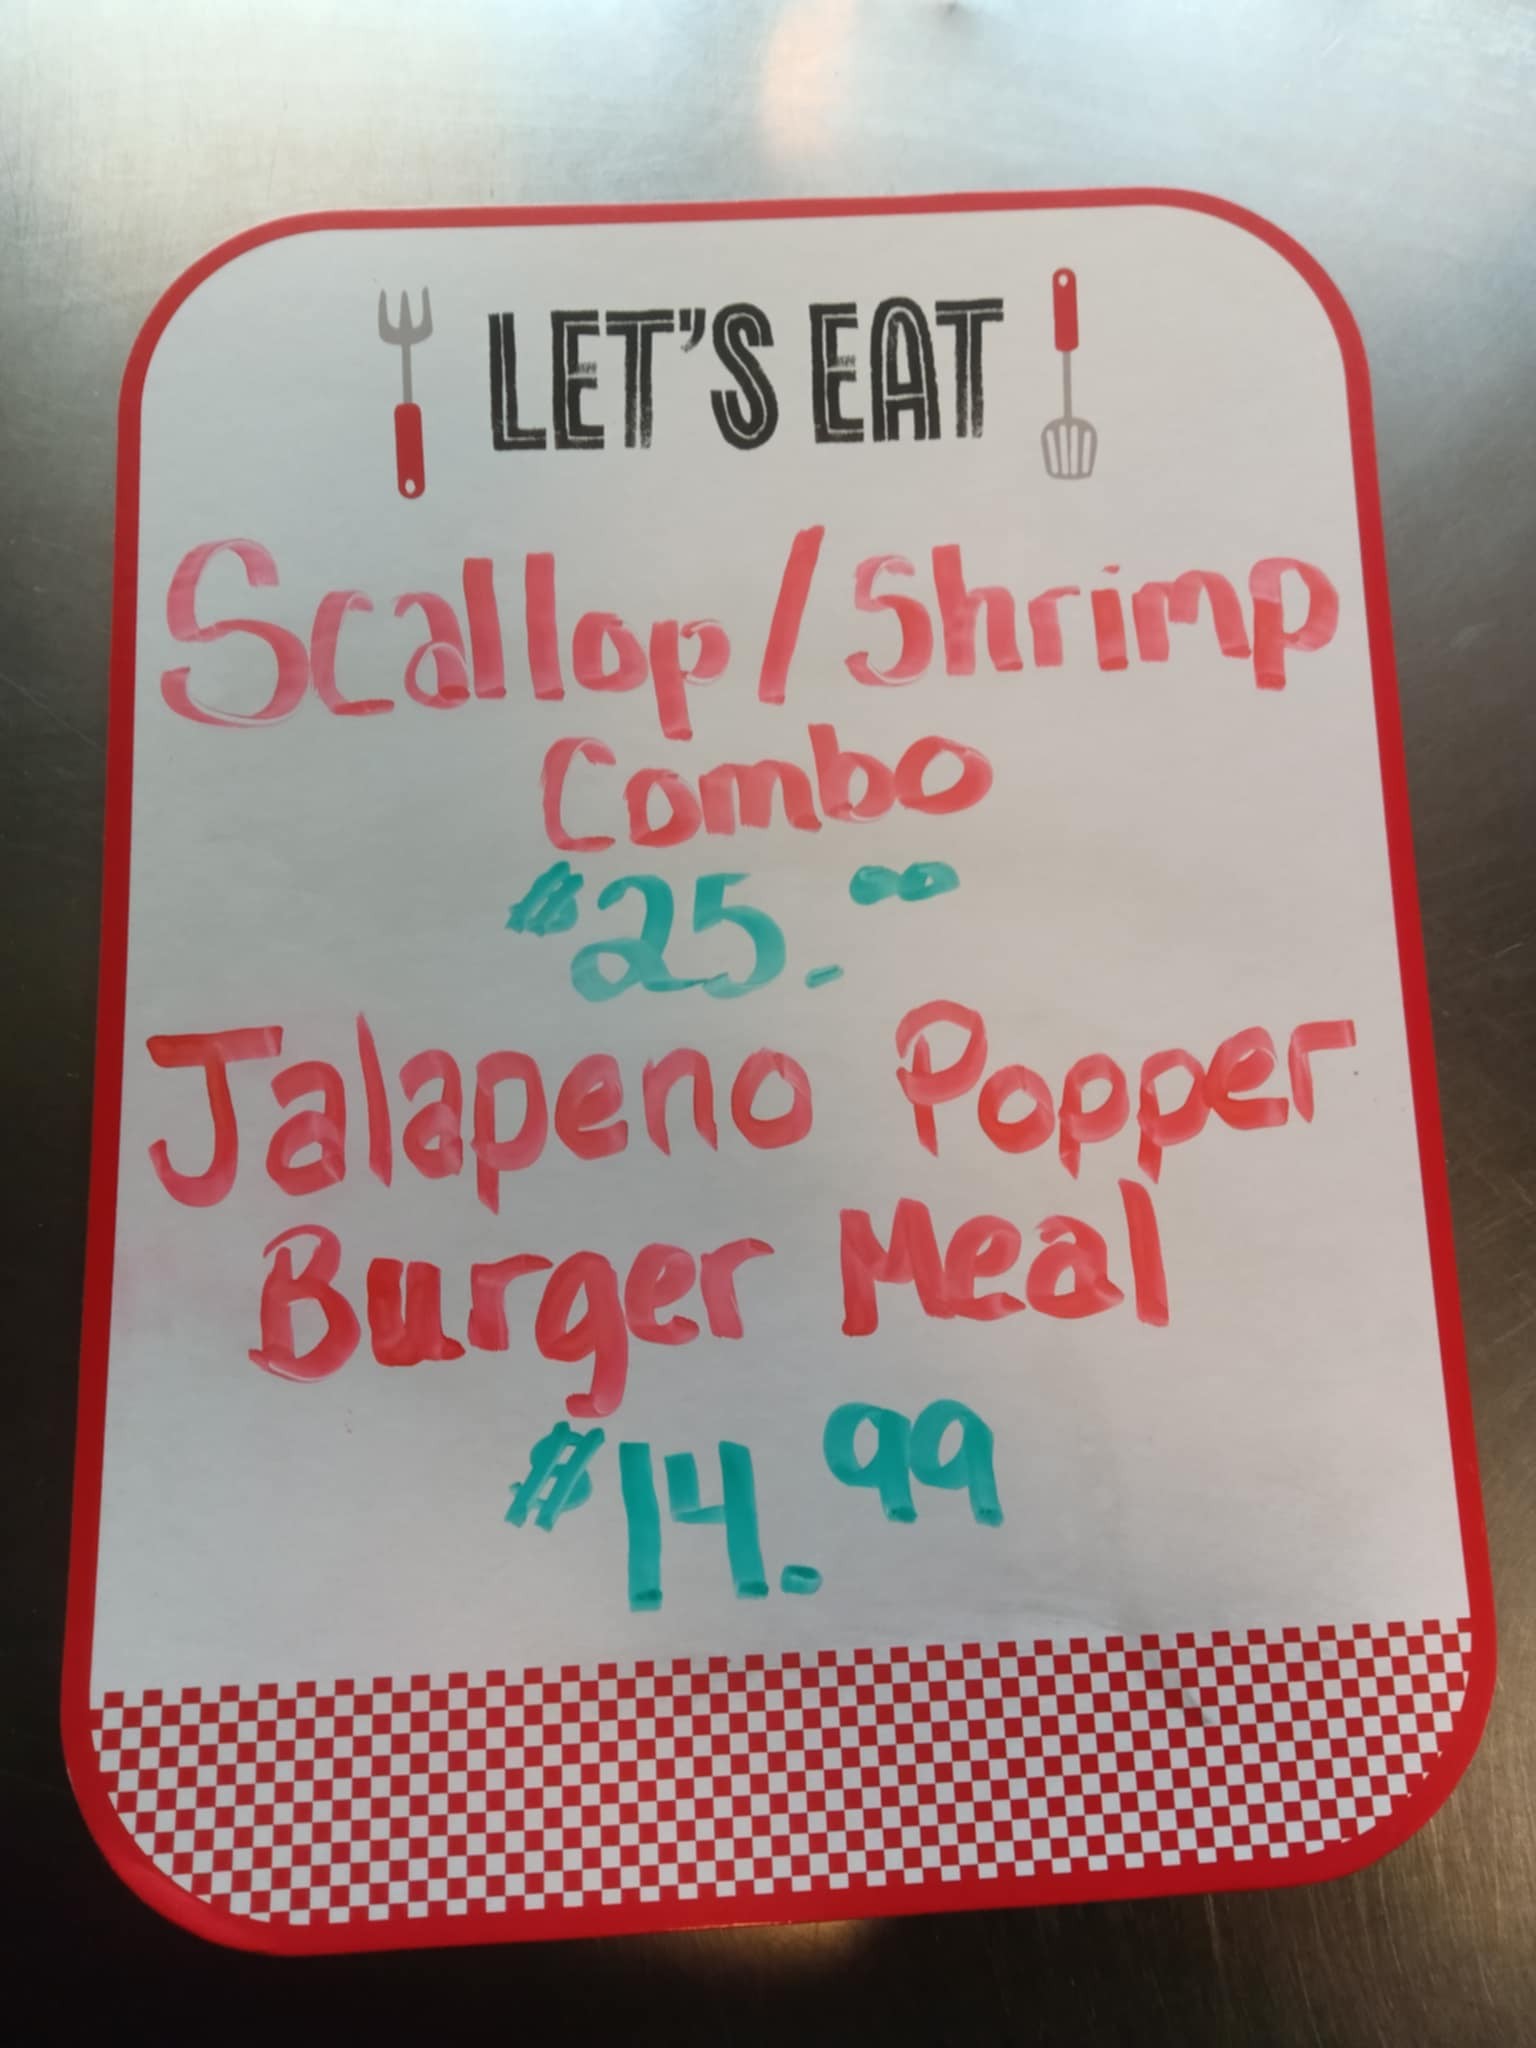 LET'S EAT
Scallop/Shrimp
Combo
$25.00
Jalapeno Popper
Burger Meal
$14.99